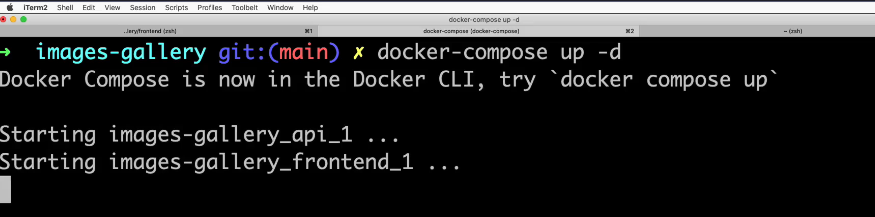 iTerm2 Shell Edit View Session Scripts Profiles Toolbelt Window Help
docker-compose up -d
../ery/frontend (zsh) ⌘1 docker-compose (docker-compose) ⌘2 ~ (zsh)
➜ images-gallery git:(main) ✗ docker-compose up -d
Docker Compose is now in the Docker CLI, try `docker compose up`
Starting images-gallery_api_1 ...
Starting images-gallery_frontend_1 ...